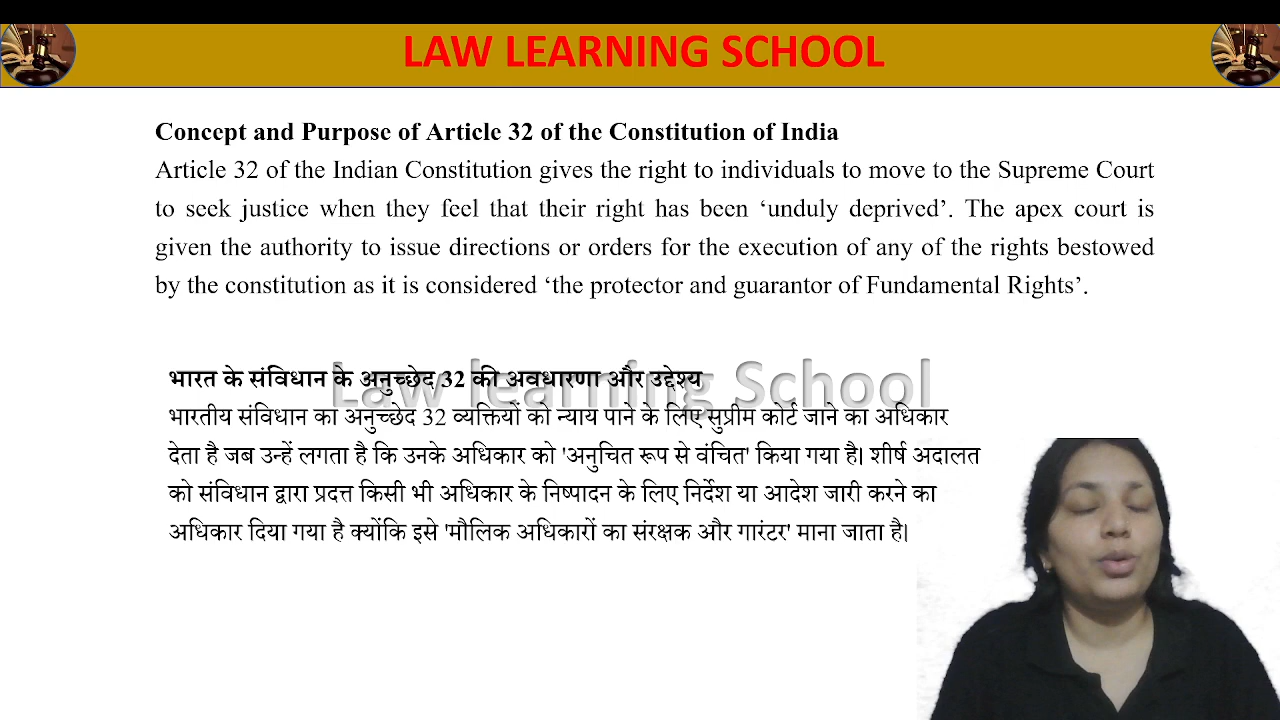 LAW LEARNING SCHOOL
Concept and Purpose of Article 32 of the Constitution of India
Article 32 of the Indian Constitution gives the right to individuals to move to the Supreme Court
to seek justice when they feel that their right has been ‘unduly deprived’. The apex court is
given the authority to issue directions or orders for the execution of any of the rights bestowed
by the constitution as it is considered ‘the protector and guarantor of Fundamental Rights’.
Law learning School
भारत के संविधान के अनुच्छेद 32 की अवधारणा और उद्देश्य
भारतीय संविधान का अनुच्छेद 32 व्यक्तियों को न्याय पाने के लिए सुप्रीम कोर्ट जाने का अधिकार
देता है जब उन्हें लगता है कि उनके अधिकार को 'अनुचित रूप से वंचित' किया गया है। शीर्ष अदालत
को संविधान द्वारा प्रदत्त किसी भी अधिकार के निष्पादन के लिए निर्देश या आदेश जारी करने का
अधिकार दिया गया है क्योंकि इसे 'मौलिक अधिकारों का संरक्षक और गारंटर' माना जाता है।